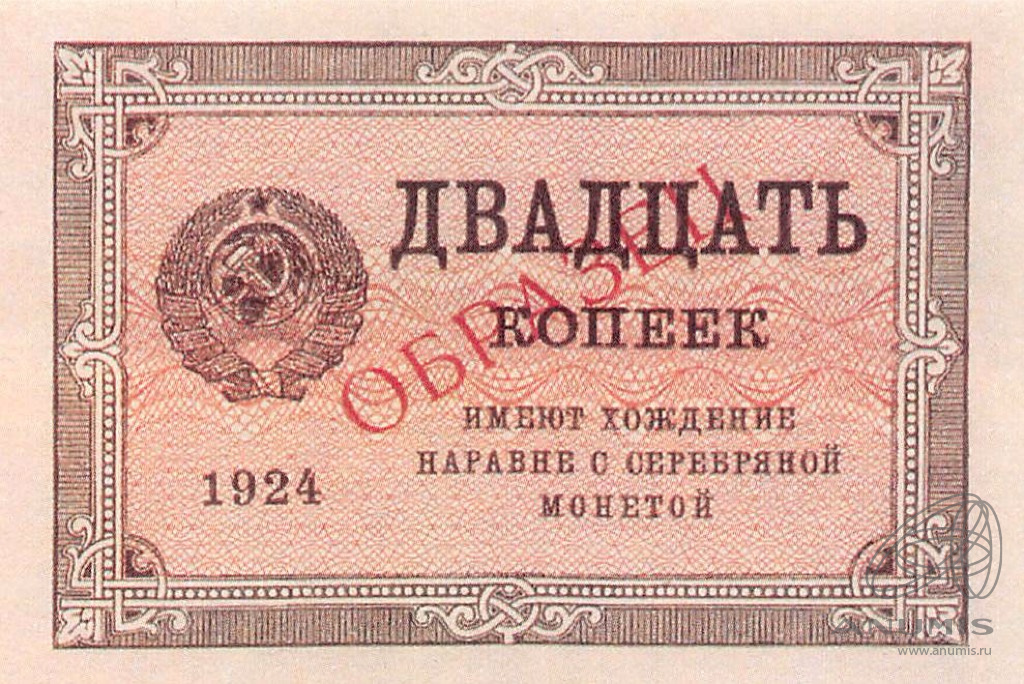 ДВАДЦАТЬ
КОПЕЕК
ОБРАЗЕЦ
ИМЕЮТ ХОЖДЕНИЕ
НАРАВНЕ С СЕРЕБРЯНОЙ
МОНЕТОЙ
1924
ANUMIS
www.anumis.ru